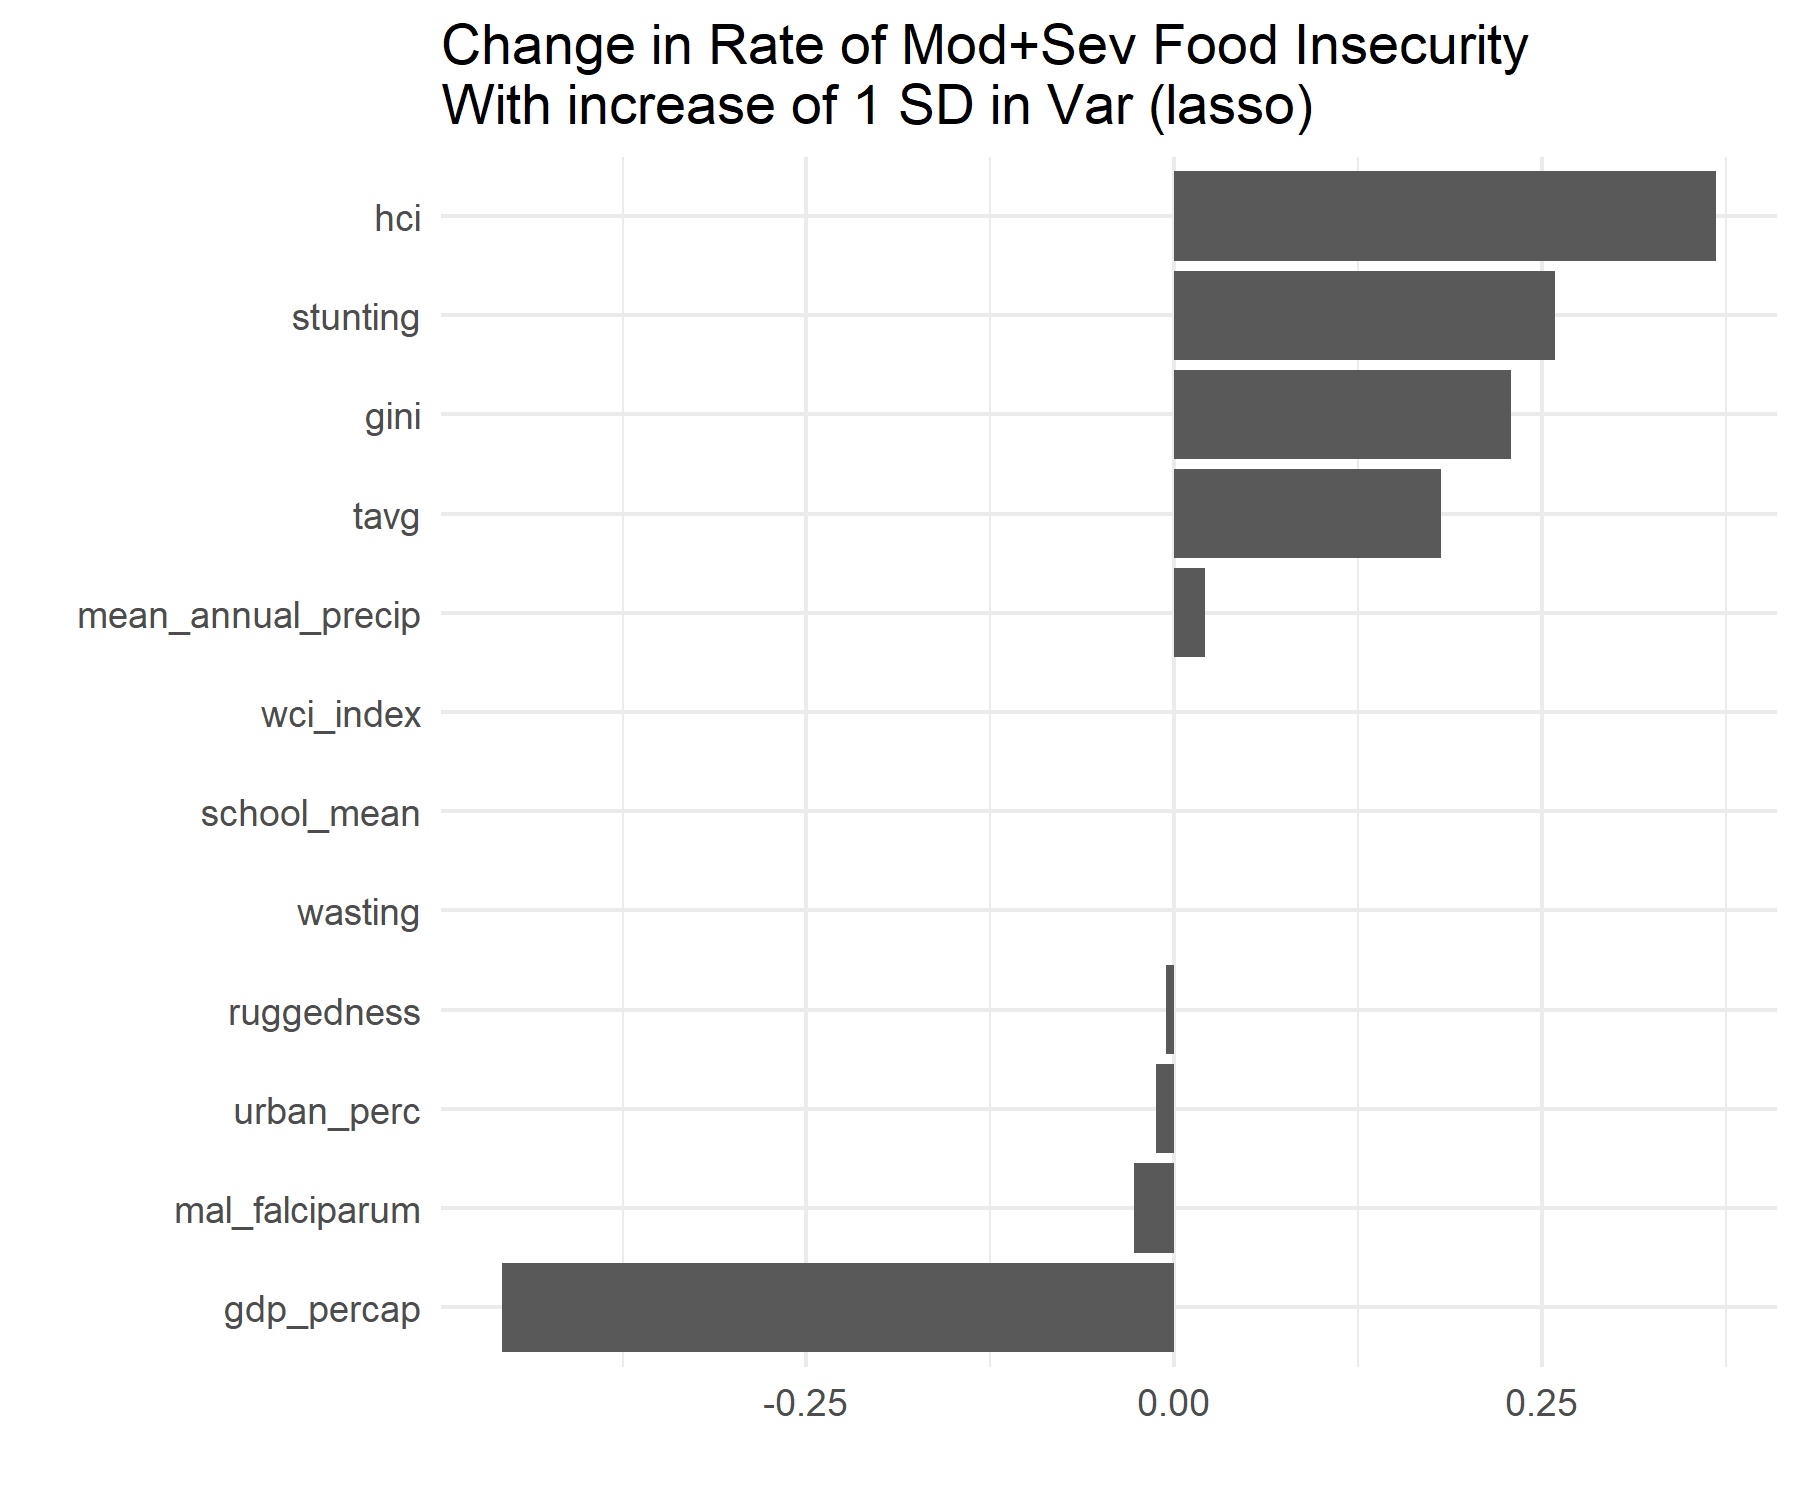 Change in Rate of Mod+Sev Food Insecurity
With increase of 1 SD in Var (lasso)
hci
stunting
gini
tavg
mean_annual_precip
wci_index
school_mean
wasting
ruggedness
urban_perc
mal_falciparum
gdp_percap
-0.25
0.00
0.25